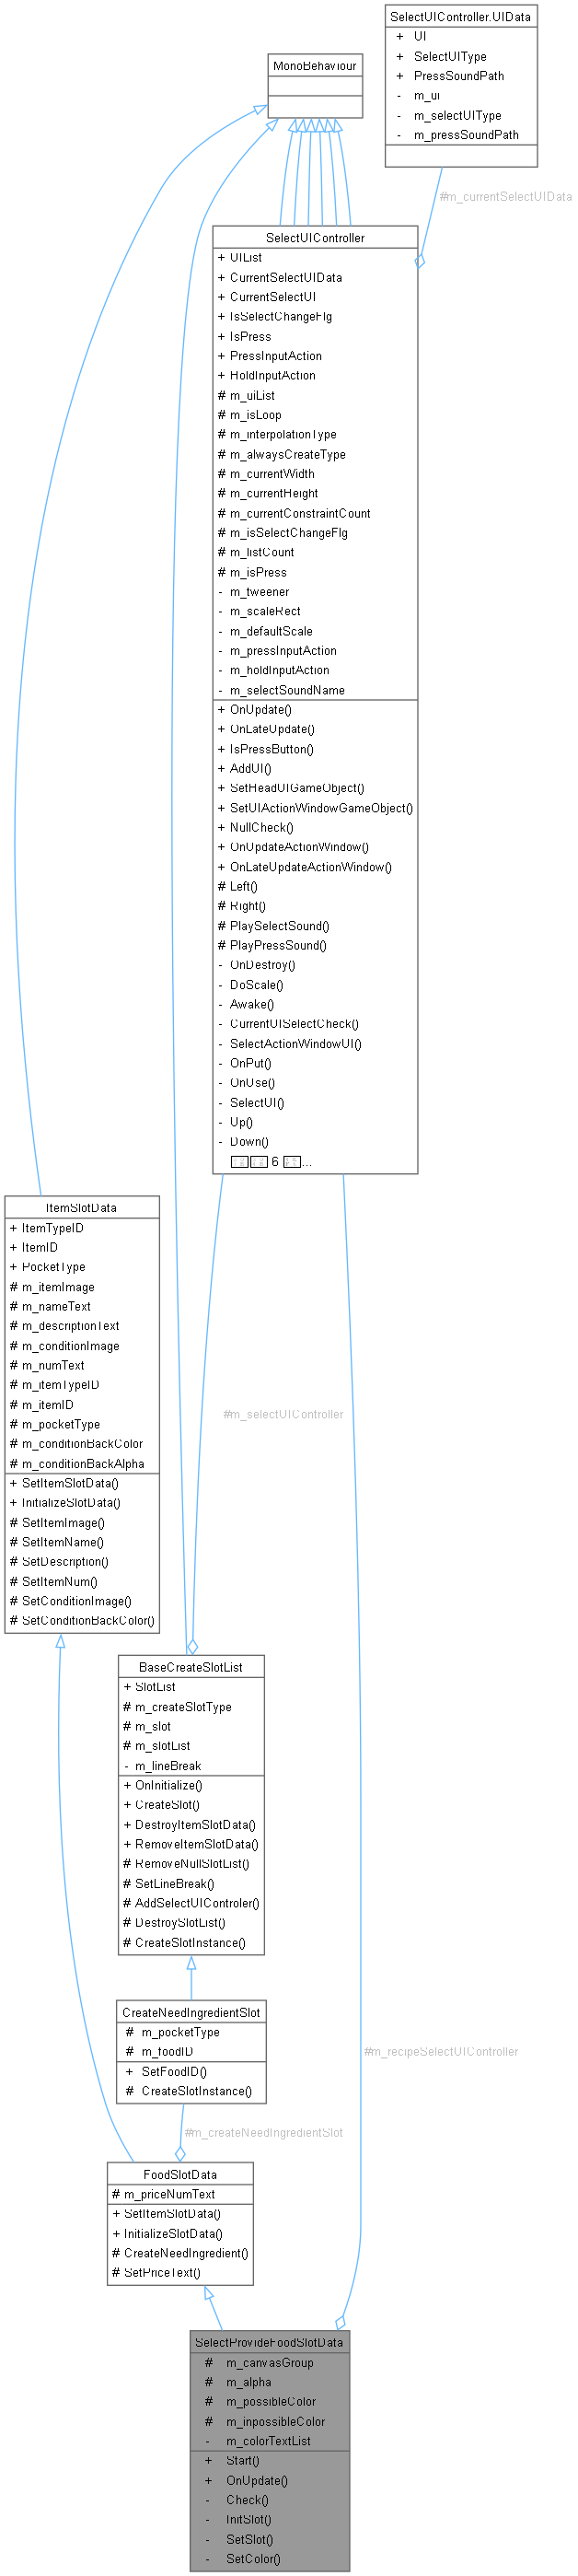 SelectUIController.UIData
+ UI
+ SelectUIType
+ PressSoundPath
- m_ui
- m_selectUIType
- m_pressSoundPath
MonoBehaviour
#m_currentSelectUIData
SelectUIController
+ UIList
+ CurrentSelectUIData
+ CurrentSelectUI
+ IsSelectChangeFlg
+ IsPress
+ PressInputAction
+ HoldInputAction
# m_uiList
# m_isLoop
# m_interpolationType
# m_alwaysCreateType
# m_currentWidth
# m_currentHeight
# m_currentConstraintCount
# m_isSelectChangeFlg
# m_listCount
# m_isPress
- m_tweener
- m_scaleRect
- m_defaultScale
- m_pressInputAction
- m_holdInputAction
- m_selectSoundName
+ OnUpdate()
+ OnLateUpdate()
+ IsPressButton()
+ AddUI()
+ SetHeadUIGameObject()
+ SetUIActionWindowGameObject()
+ NullCheck()
+ OnUpdateActionWindow()
+ OnLateUpdateActionWindow()
# Left()
# Right()
# PlaySelectSound()
# PlayPressSound()
- OnDestroy()
- DoScale()
- Awake()
- CurrentUISelectCheck()
- SelectActionWindowUI()
- OnPut()
- OnUse()
- SelectUI()
- Up()
- Down()
6 ...
ItemSlotData
+ ItemTypeID
+ ItemID
+ PocketType
# m_itemImage
# m_nameText
# m_descriptionText
# m_conditionImage
# m_numText
# m_itemTypeID
# m_itemID
# m_pocketType
# m_conditionBackColor
# m_conditionBackAlpha
+ SetItemSlotData()
+ InitializeSlotData()
# SetItemImage()
# SetItemName()
# SetDescription()
# SetItemNum()
# SetConditionImage()
# SetConditionBackColor()
#m_selectUIController
BaseCreateSlotList
+ SlotList
# m_createSlotType
# m_slot
# m_slotList
- m_lineBreak
+ OnInitialize()
+ CreateSlot()
+ DestroyItemSlotData()
+ RemoveItemSlotData()
# RemoveNullSlotList()
# SetLineBreak()
# AddSelectUIControler()
# DestroySlotList()
# CreateSlotInstance()
CreateNeedIngredientSlot
# m_pocketType
# m_foodID
+ SetFoodID()
# CreateSlotInstance()
#m_recipeSelectUIController
#m_createNeedIngredientSlot
FoodSlotData
# m_priceNumText
+ SetItemSlotData()
+ InitializeSlotData()
# CreateNeedIngredient()
# SetPriceText()
SelectProvideFoodSlotData
# m_canvasGroup
# m_alpha
# m_possibleColor
# m_inpossibleColor
- m_colorTextList
+ Start()
+ OnUpdate()
- Check()
- InitSlot()
- SetSlot()
- SetColor()